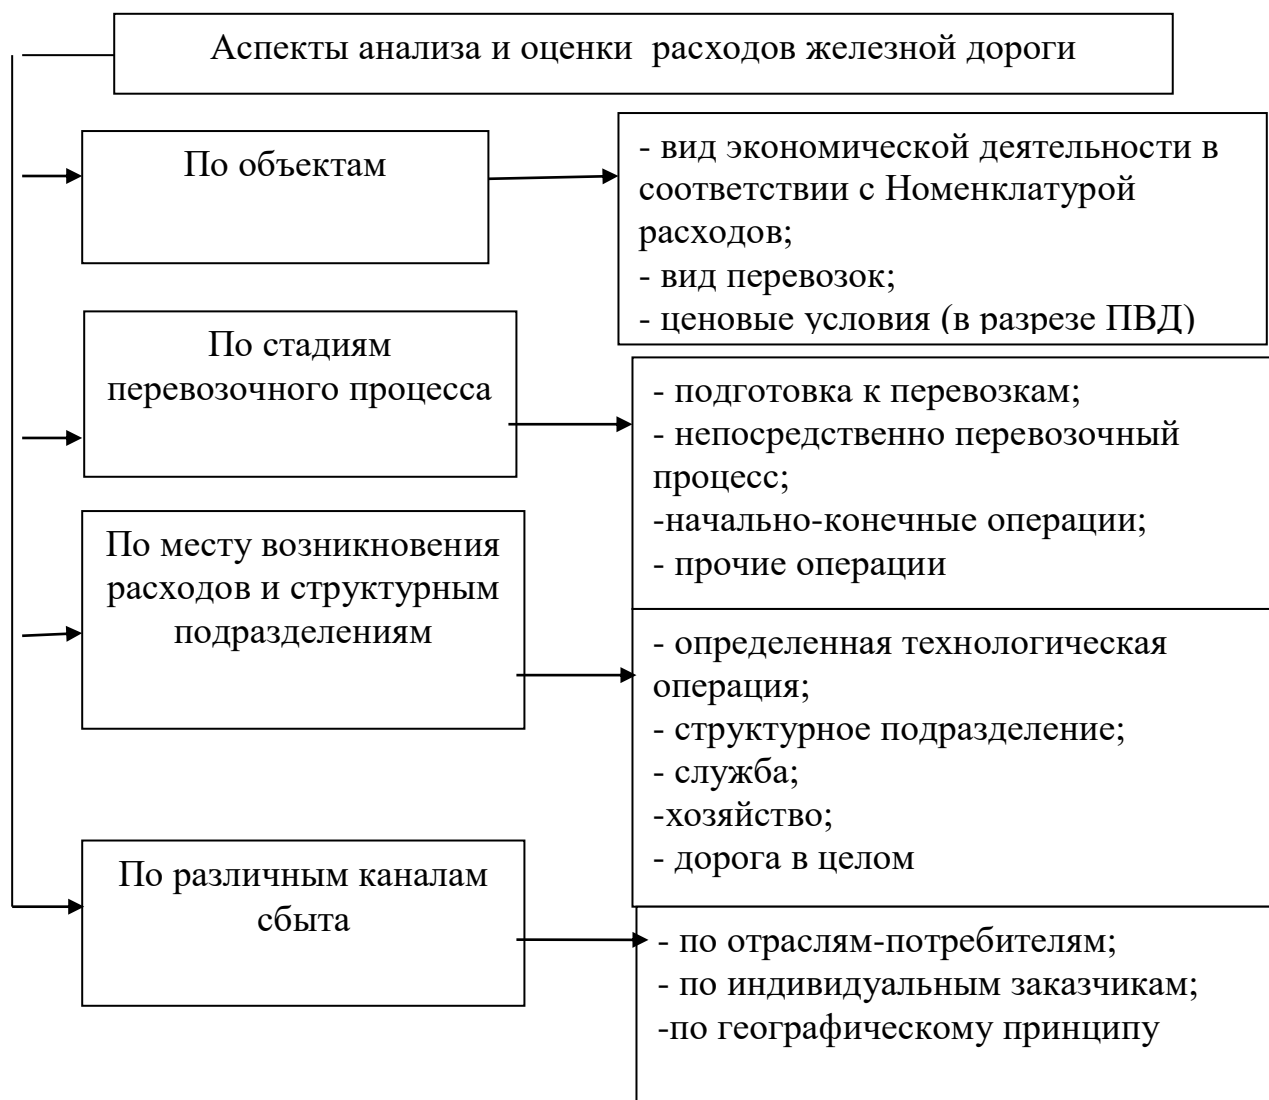 Аспекты анализа и оценки расходов железной дороги
По объектам
- вид экономической деятельности в
соответствии с Номенклатурой
расходов;
- вид перевозок;
- ценовые условия (в разрезе ПВД)
По стадиям
перевозочного процесса
- подготовка к перевозкам;
- непосредственно перевозочный
процесс;
-начально-конечные операции;
- прочие операции
По месту возникновения
расходов и структурным
подразделениям
- определенная технологическая
операция;
- структурное подразделение;
- служба;
-хозяйство;
- дорога в целом
По различным каналам
сбыта
- по отраслям-потребителям;
- по индивидуальным заказчикам;
-по географическому принципу